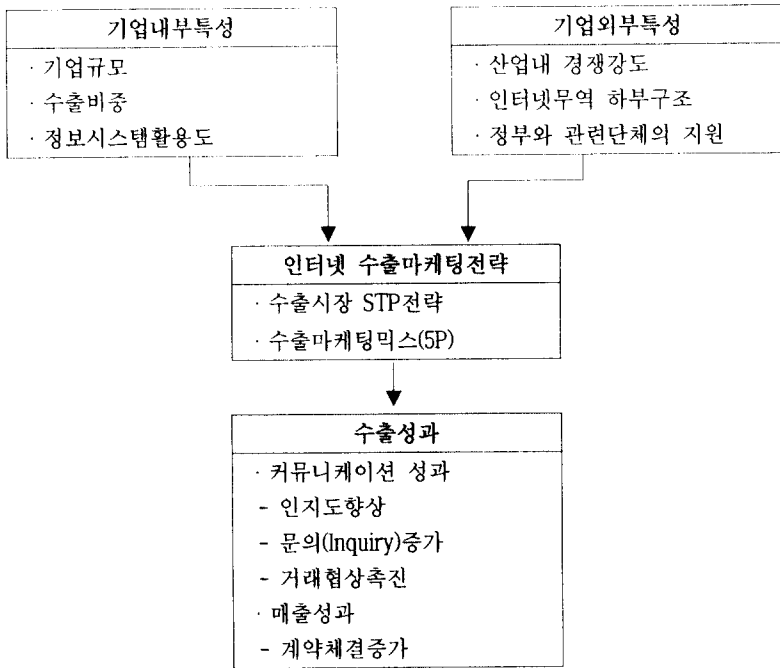 기업내부특성
· 기업규모
· 수출비중
· 정보시스템활용도
기업외부특성
· 산업내 경쟁강도
· 인터넷무역 하부구조
· 정부와 관련단체의 지원
인터넷 수출마케팅전략
· 수출시장 STP전략
· 수출마케팅믹스(5P)
수출성과
· 커뮤니케이션 성과
- 인지도향상
- 문의(Inquiry)증가
- 거래협상촉진
· 매출성과
- 계약체결증가